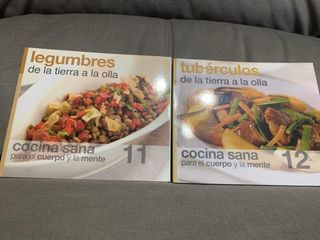 legumbres
de la tierra a la olla
cocina sana
para el cuerpo y la mente
11
tubérculos
de la tierra a la olla
cocina sana
para el cuerpo y la mente
12